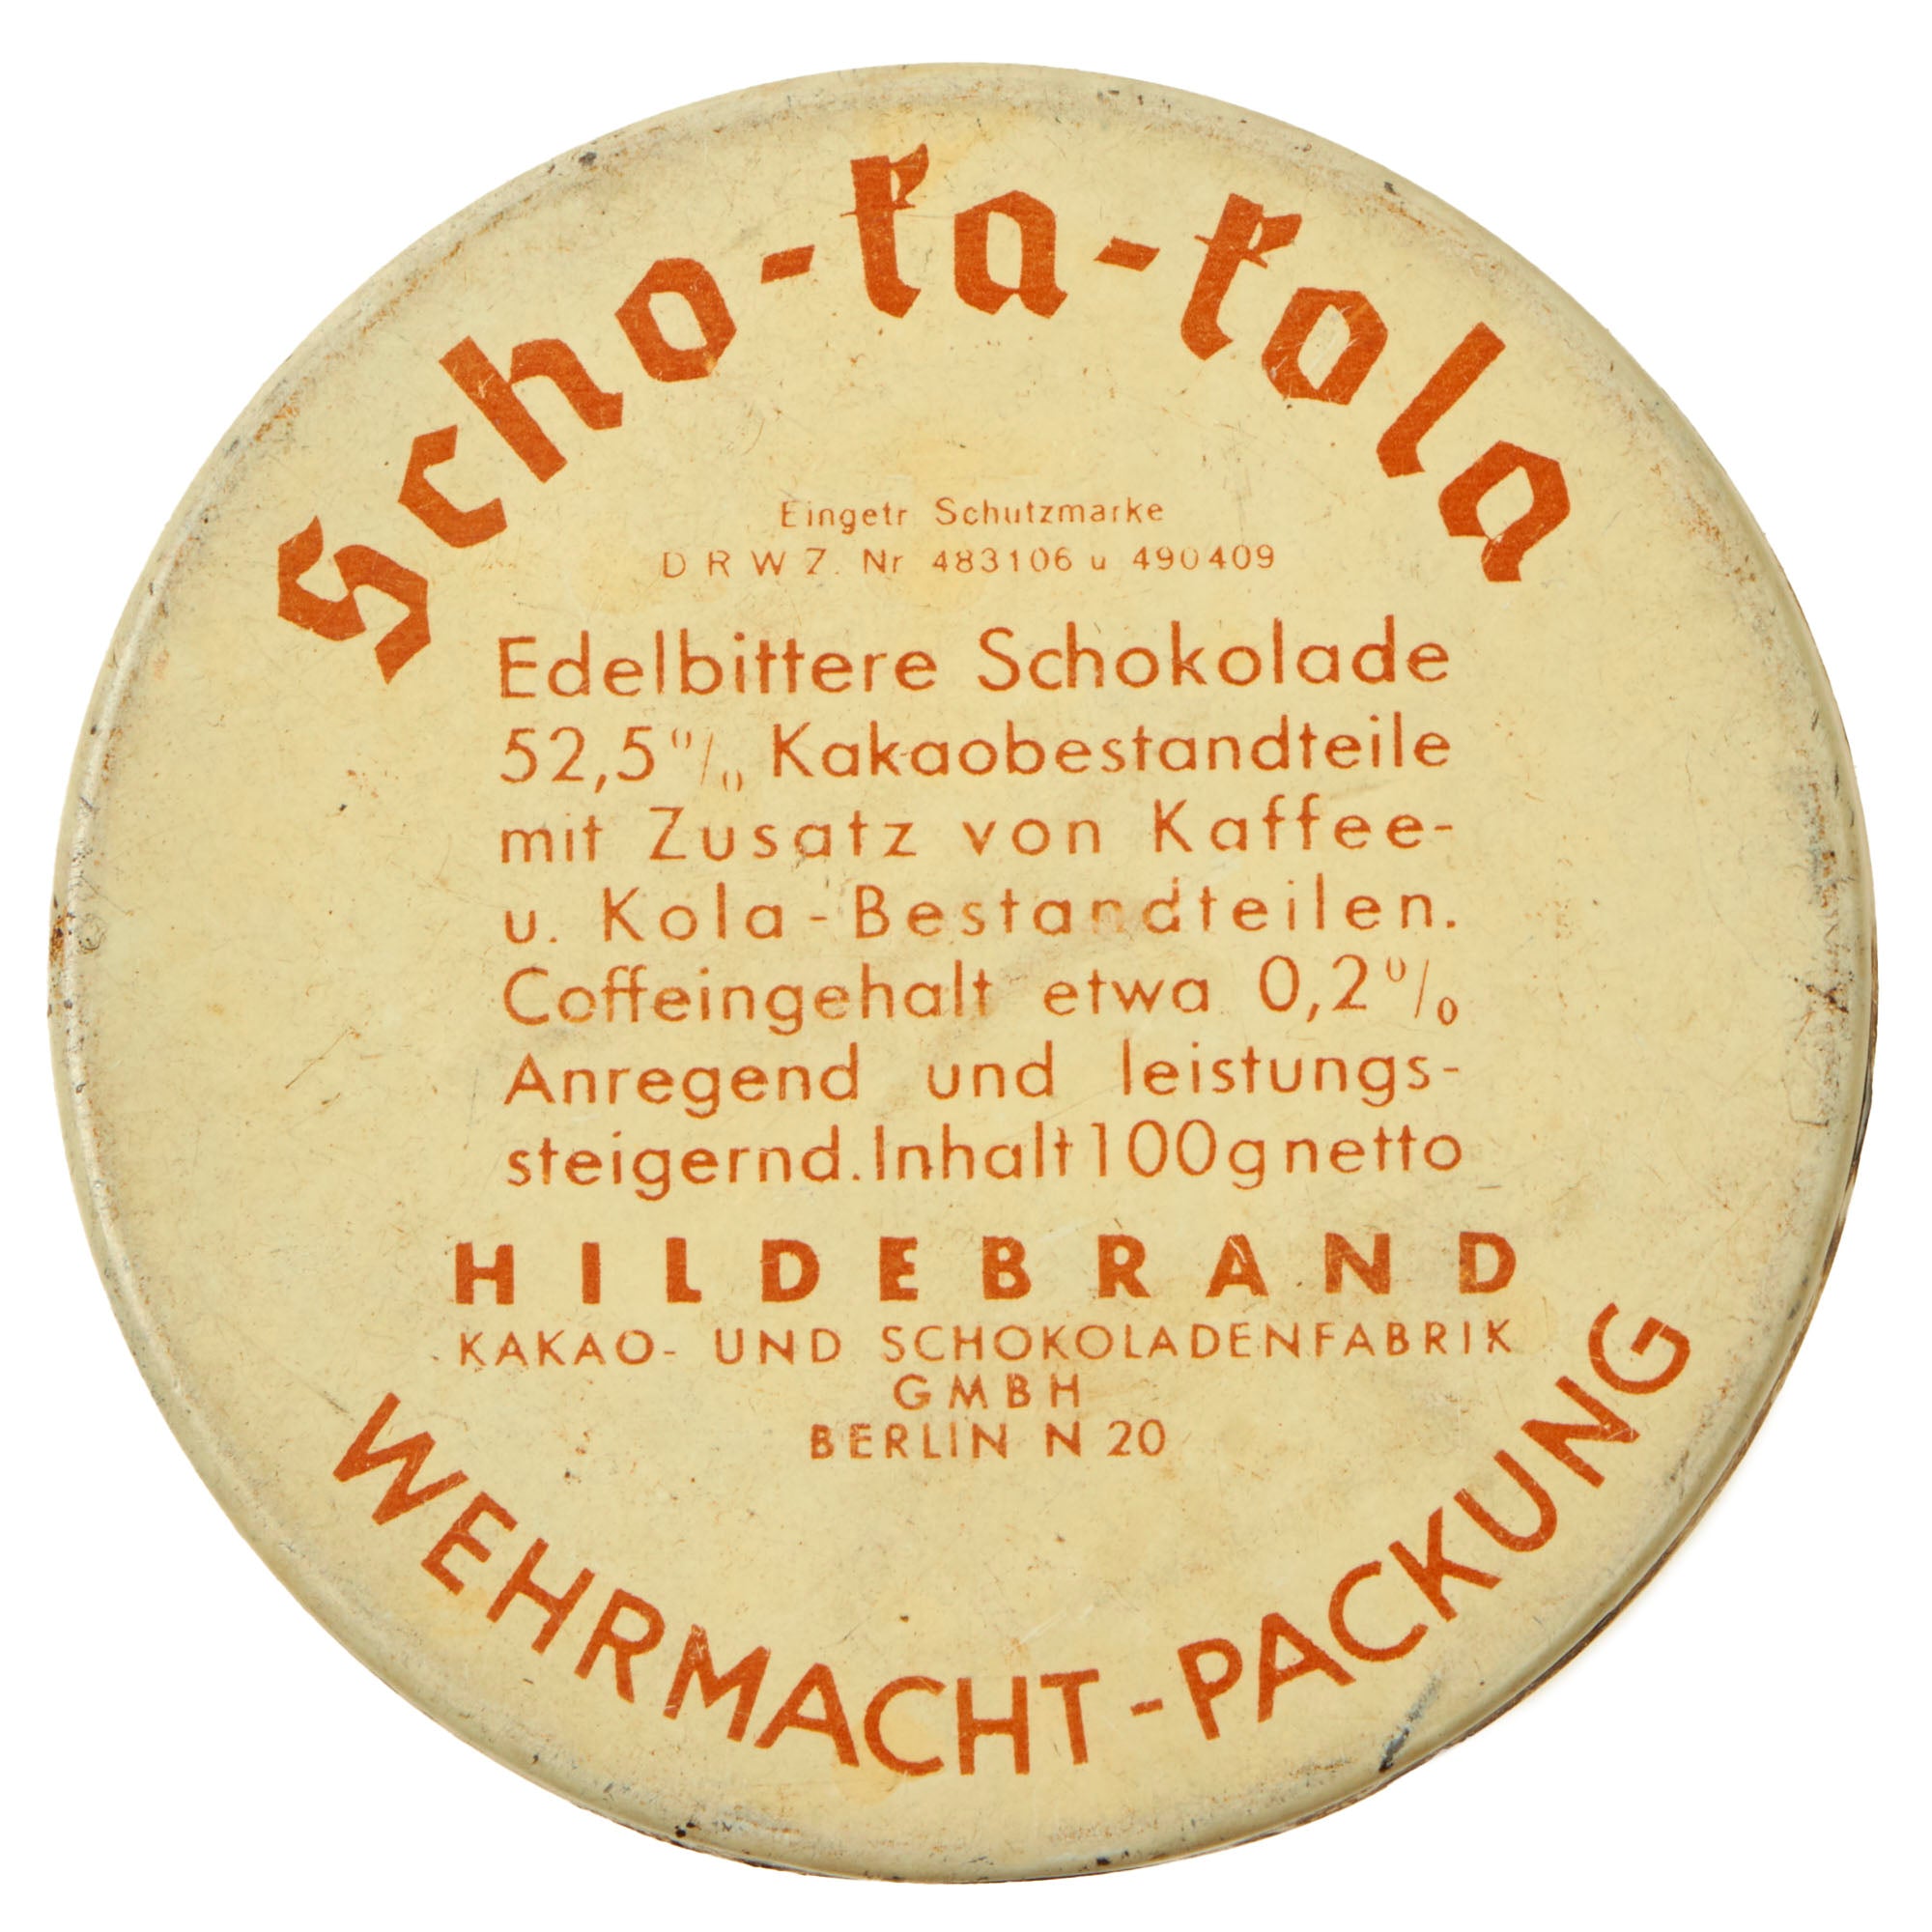 Scho-ka-kola
Eingetr Schutzmarke
D R W Z. Nr 483106 u 490409
Edelbittere Schokolade
52,5% Kakaobestandteile
mit Zusatz von Kaffee-
u. Kola-Bestandteilen.
Coffeingehalt etwa 0,2%
Anregend und leistungs-
steigernd. Inhalt 100g netto
HILDEBRAND
KAKAO- UND SCHOKOLADENFABRIK
GMBH
BERLIN N 20
WEHRMACHT-PACKUNG